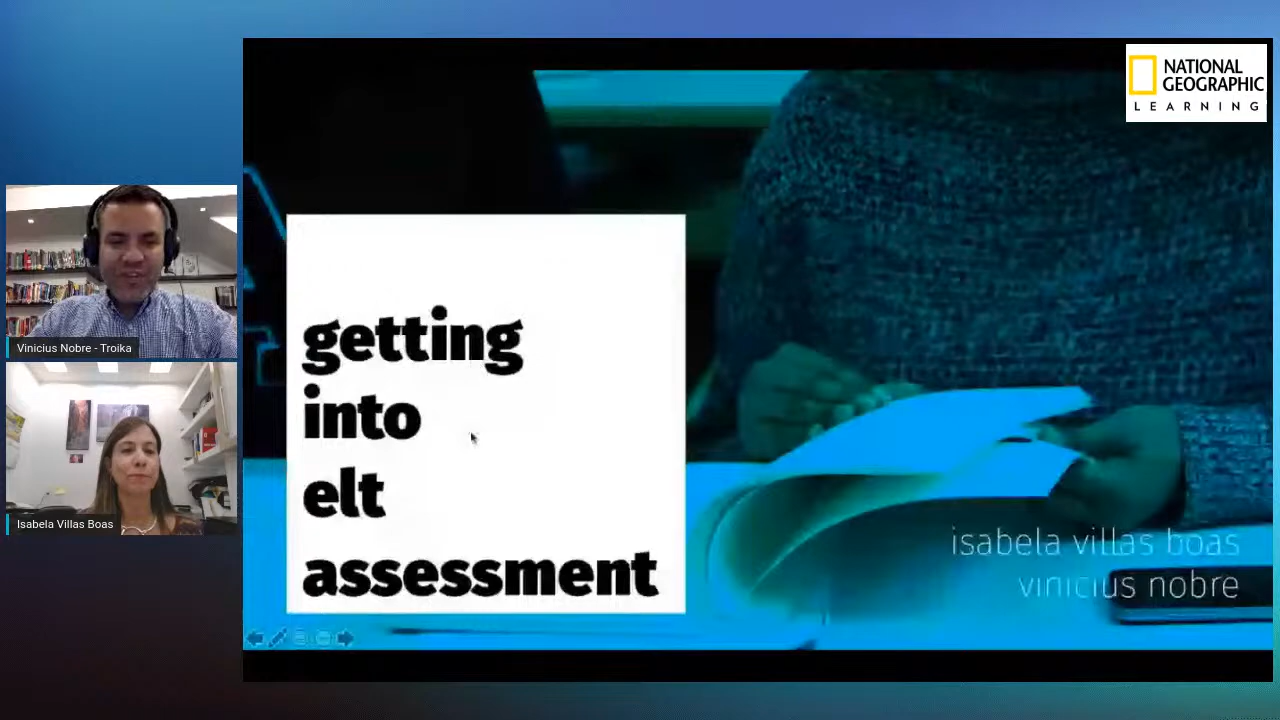 NATIONAL
GEOGRAPHIC
LEARNING
Vinicius Nobre - Troika
Isabela Villas Boas
getting
into
elt
assessment
isabela villas boas
vinicius nobre